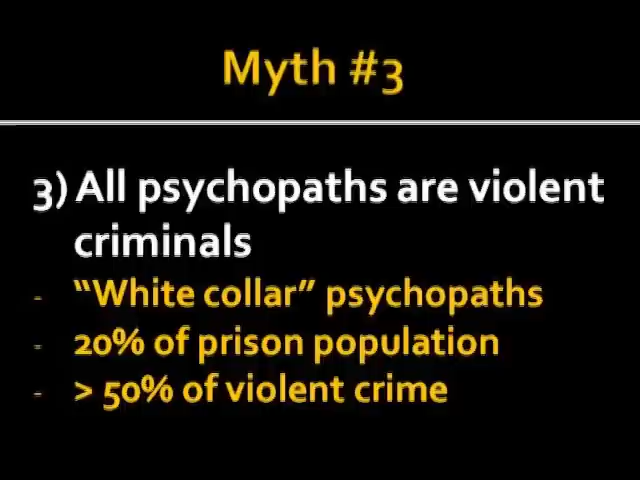 Myth #3
3) All psychopaths are violent
criminals
- “White collar” psychopaths
- 20% of prison population
- > 50% of violent crime